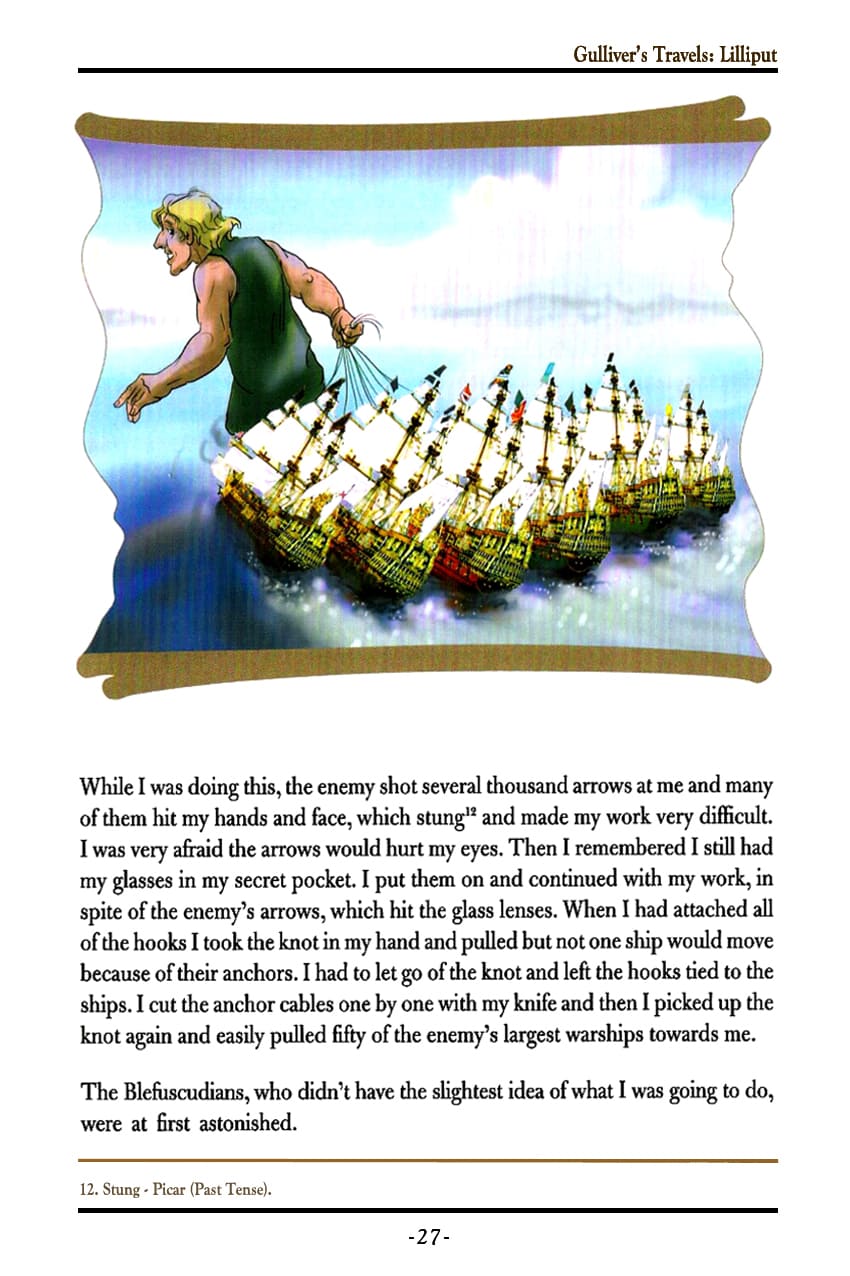 Gulliver's Travels: Lilliput
While I was doing this, the enemy shot several thousand arrows at me and many
of them hit my hands and face, which stung¹² and made my work very difficult.
I was very afraid the arrows would hurt my eyes. Then I remembered I still had
my glasses in my secret pocket. I put them on and continued with my work, in
spite of the enemy's arrows, which hit the glass lenses. When I had attached all
of the hooks I took the knot in my hand and pulled but not one ship would move
because of their anchors. I had to let go of the knot and left the hooks tied to the
ships. I cut the anchor cables one by one with my knife and then I picked up the
knot again and easily pulled fifty of the enemy's largest warships towards me.
The Blefuscudians, who didn't have the slightest idea of what I was going to do,
were at first astonished.
12. Stung - Picar (Past Tense).
-27-